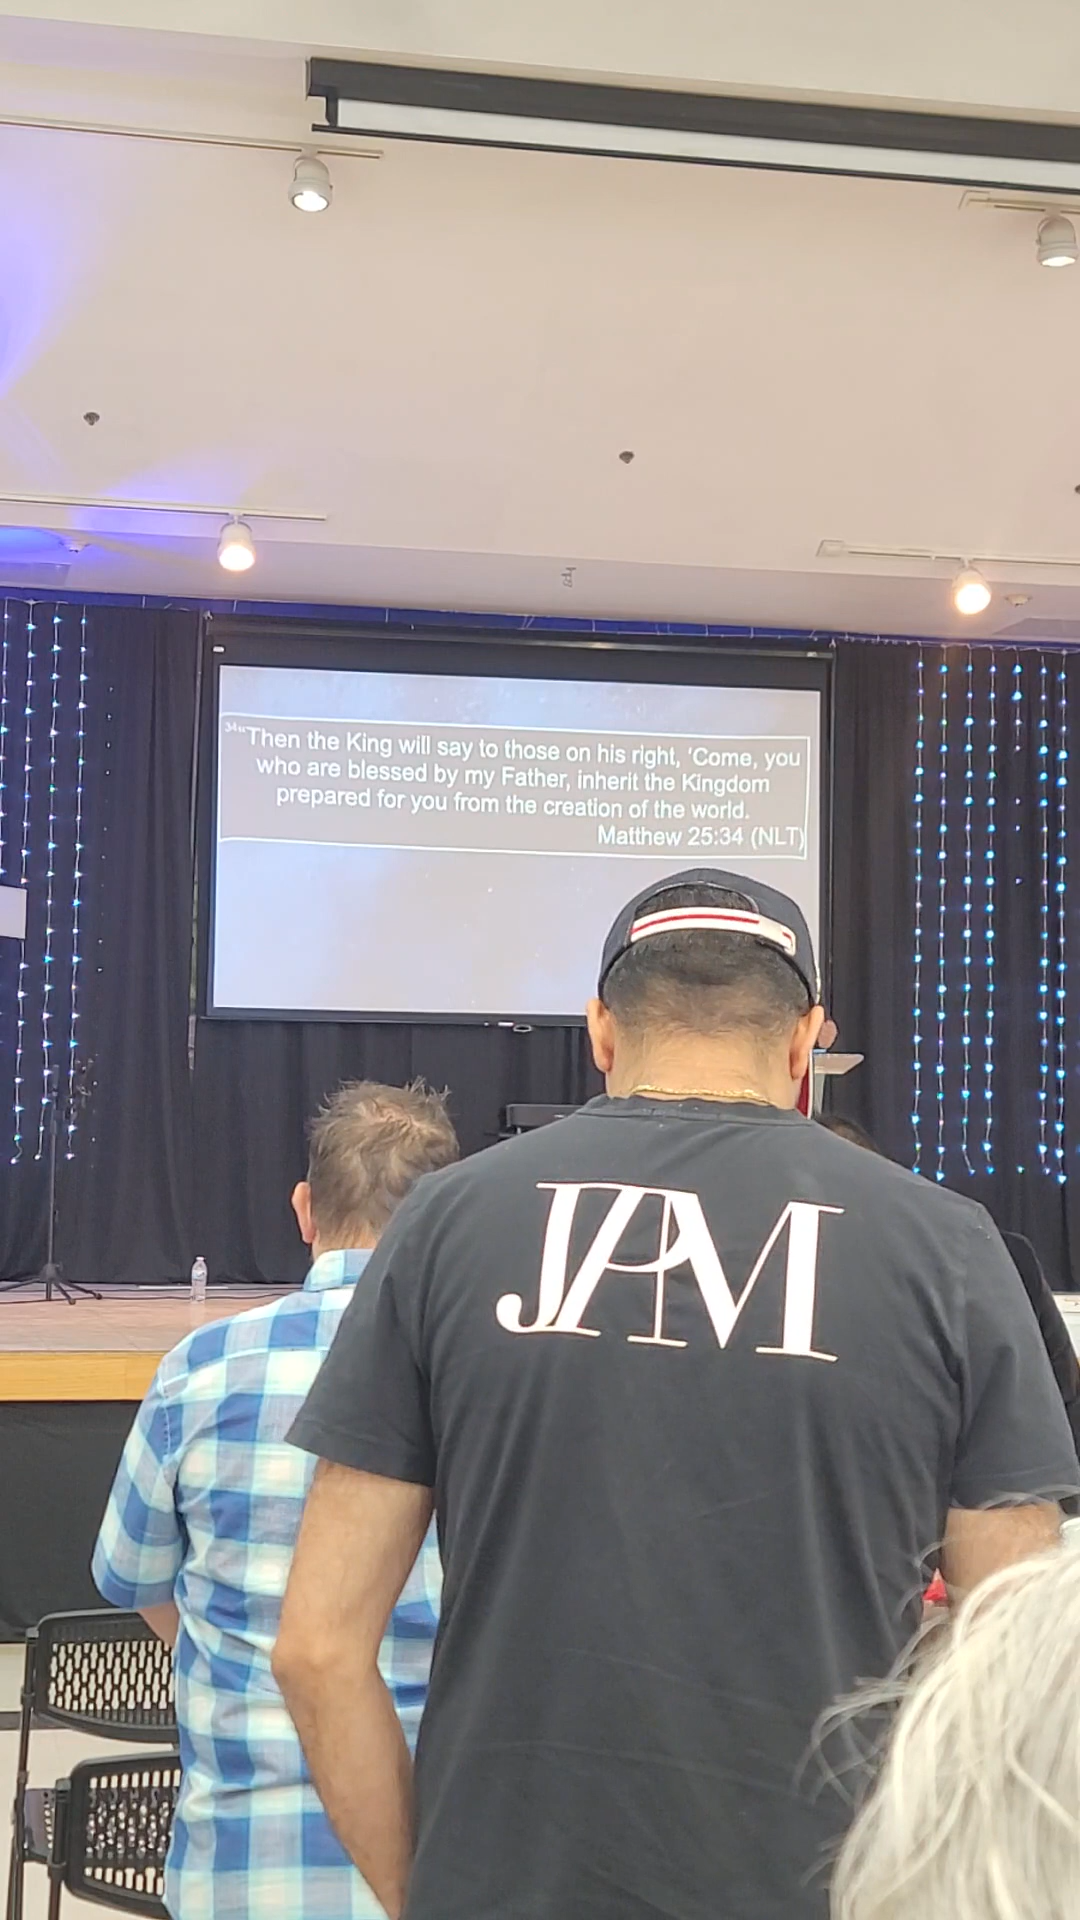 34 “Then the King will say to those on his right, ‘Come, you
who are blessed by my Father, inherit the Kingdom
prepared for you from the creation of the world.
Matthew 25:34 (NLT)
JAM